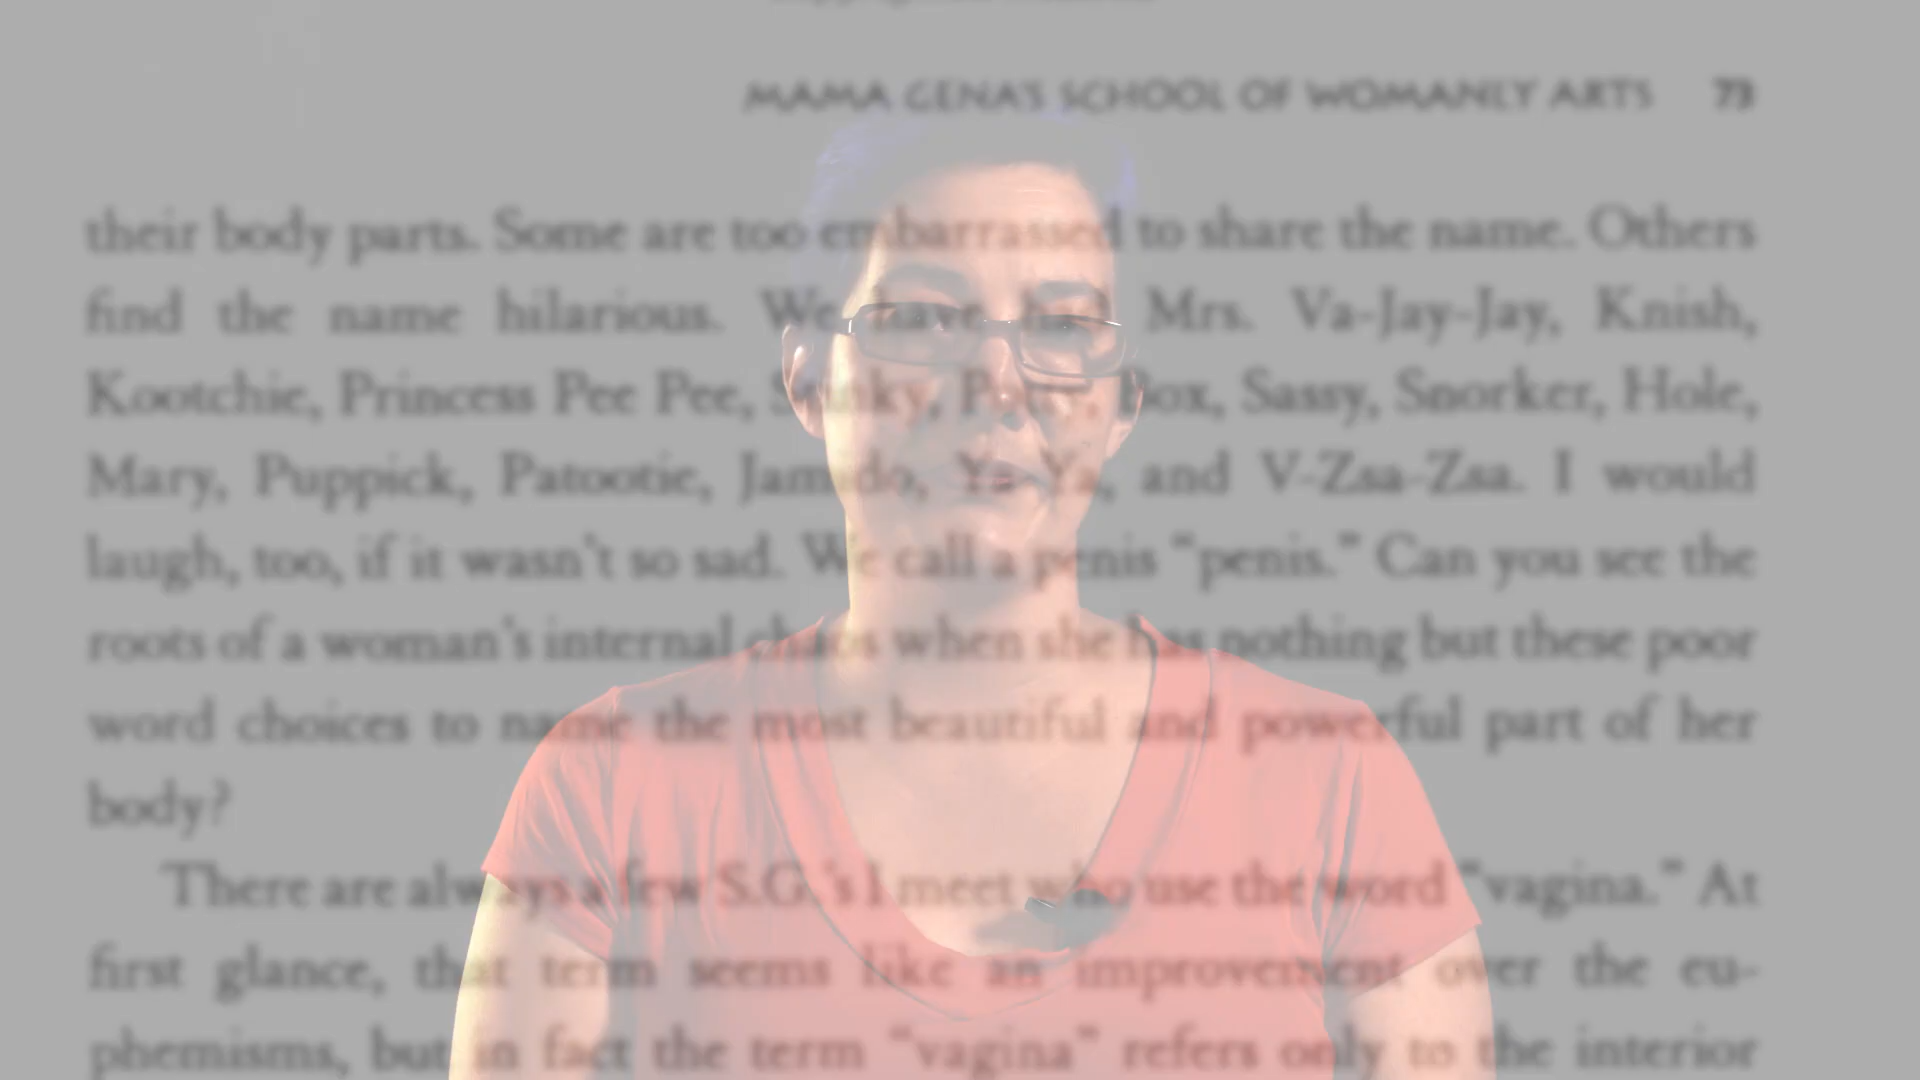 MAMA GENA'S SCHOOL OF WOMANLY ARTS 73
their body parts. Some are too embarrassed to share the name. Others
find the name hilarious. We have had Mrs. Va-Jay-Jay, Knish,
Kootchie, Princess Pee Pee, Box, Sassy, Snorker, Hole,
Mary, Puppick, Patootie, Jamudo, Ya Ya, and V-Zsa-Zsa. I would
laugh, too, if it wasn't so sad. We call a penis "penis." Can you see the
roots of a woman's internal chaos when she has nothing but these poor
word choices to name the most beautiful and powerful part of her
body?
There are always a few S.G.'s I meet who use the word "vagina." At
first glance, that term seems like an improvement over the eu-
phemisms, but in fact the term "vagina" refers only to the interior